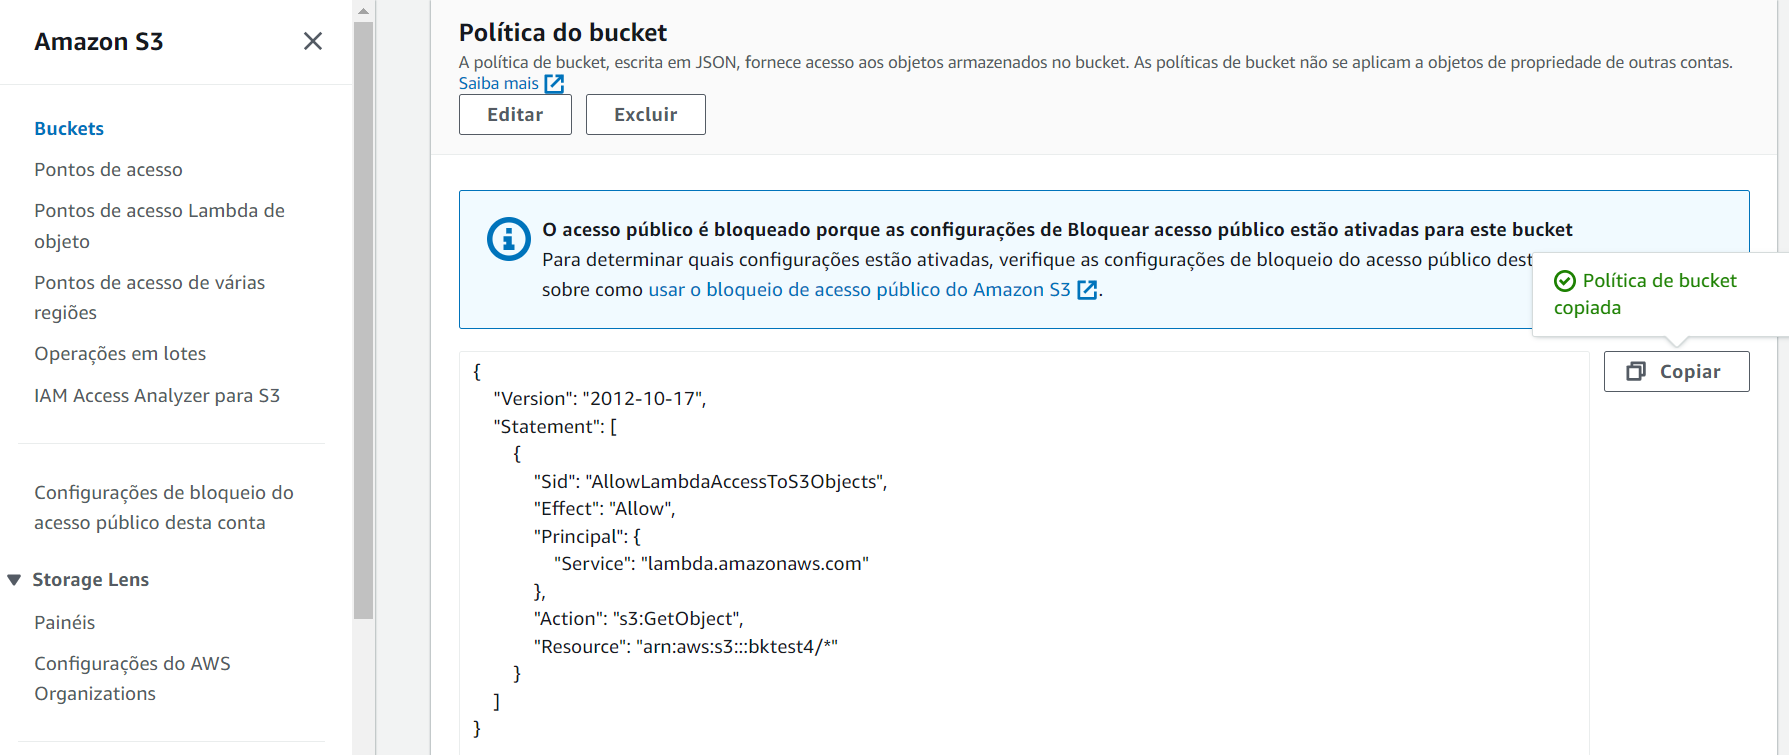 Amazon S3
Buckets
Pontos de acesso
Pontos de acesso Lambda de
objeto
Pontos de acesso de várias
regiões
Operações em lotes
IAM Access Analyzer para S3
Configurações de bloqueio do
acesso público desta conta
Storage Lens
Painéis
Configurações do AWS
Organizations
Política do bucket
A política de bucket, escrita em JSON, fornece acesso aos objetos armazenados no bucket. As políticas de bucket não se aplicam a objetos de propriedade de outras contas.
Saiba mais
Editar
Excluir
O acesso público é bloqueado porque as configurações de Bloquear acesso público estão ativadas para este bucket
Para determinar quais configurações estão ativadas, verifique as configurações de bloqueio do acesso público dest
sobre como usar o bloqueio de acesso público do Amazon S3.
Política de bucket
copiada
Copiar
{
"Version": "2012-10-17",
"Statement": [
{
"Sid": "AllowLambdaAccessToS3Objects",
"Effect": "Allow",
"Principal": {
"Service": "lambda.amazonaws.com"
},
"Action": "s3:GetObject",
"Resource": "arn:aws:s3:::bktest4/*"
}
]
}